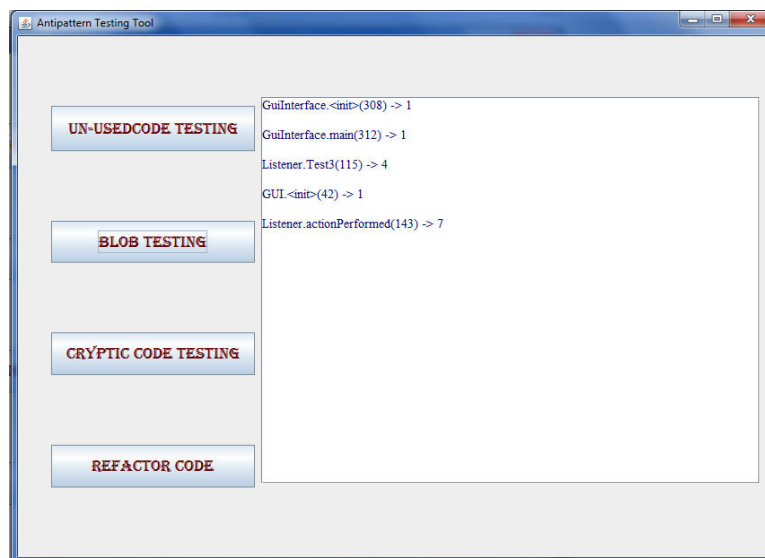 Antipattern Testing Tool
UN-USEDCODE TESTING
BLOB TESTING
CRYPTIC CODE TESTING
REFACTOR CODE
GuiInterface.<init>(308) -> 1
GuiInterface.main(312) -> 1
Listener.Test3(115) -> 4
GUI.<init>(42) -> 1
Listener.actionPerformed(143) -> 7